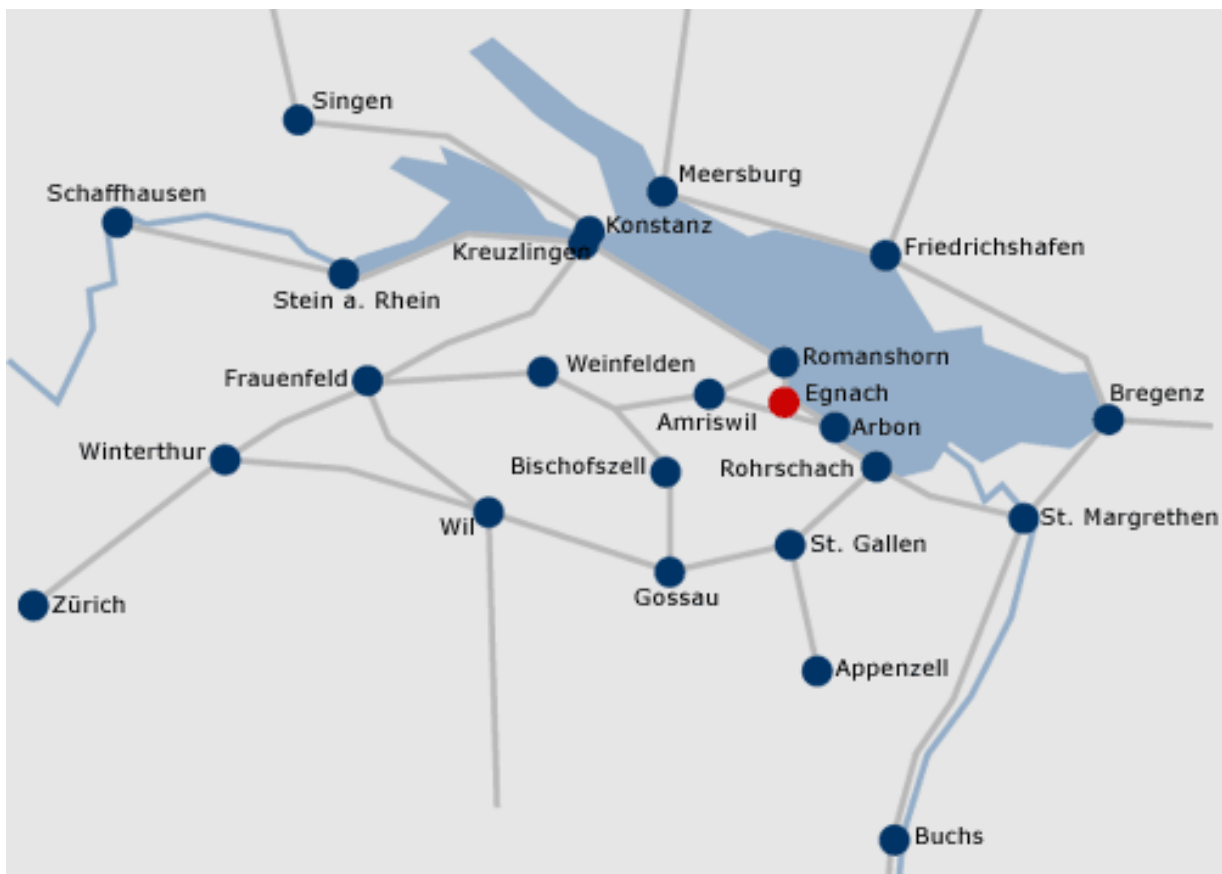 Singen
Meersburg
Schaffhausen
Konstanz
Kreuzlingen
Friedrichshafen
Stein a. Rhein
Romanshorn
Weinfelden
Frauenfeld
Egnach
Bregenz
Amriswil
Arbon
Winterthur
Bischofszell
Rohrschach
Wil
St. Margrethen
St. Gallen
Gossau
Zürich
Appenzell
Buchs